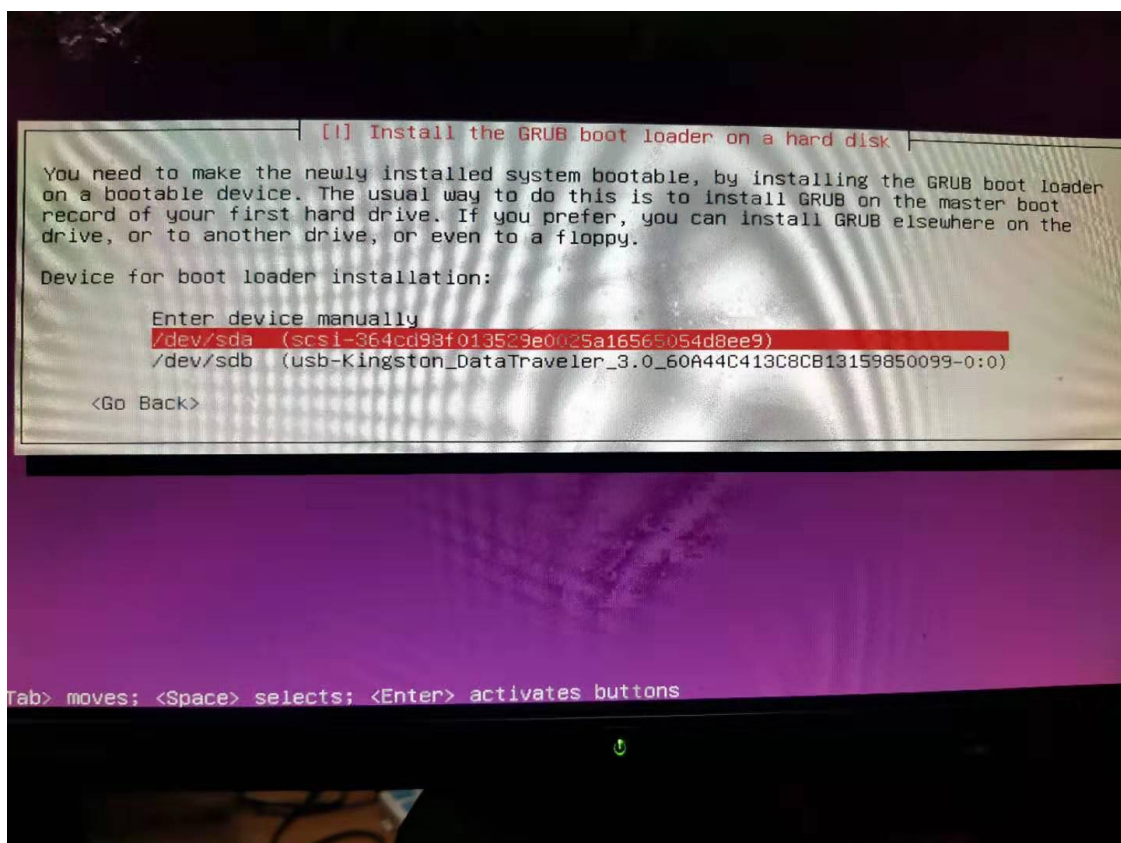 [!] Install the GRUB boot loader on a hard disk
You need to make the newly installed system bootable, by installing the GRUB boot loader
on a bootable device. The usual way to do this is to install GRUB on the master boot
record of your first hard drive. If you prefer, you can install GRUB elsewhere on the
drive, or to another drive, or even to a floppy.
Device for boot loader installation:
Enter device manually
/dev/sda (scsi-364cd98f013529e0025a16565054d8ee9)
/dev/sdb (usb-Kingston_DataTraveler_3.0_60A44C413C8CB13159850099-0:0)
<Go Back>
Tab> moves; <Space> selects; <Enter> activates buttons